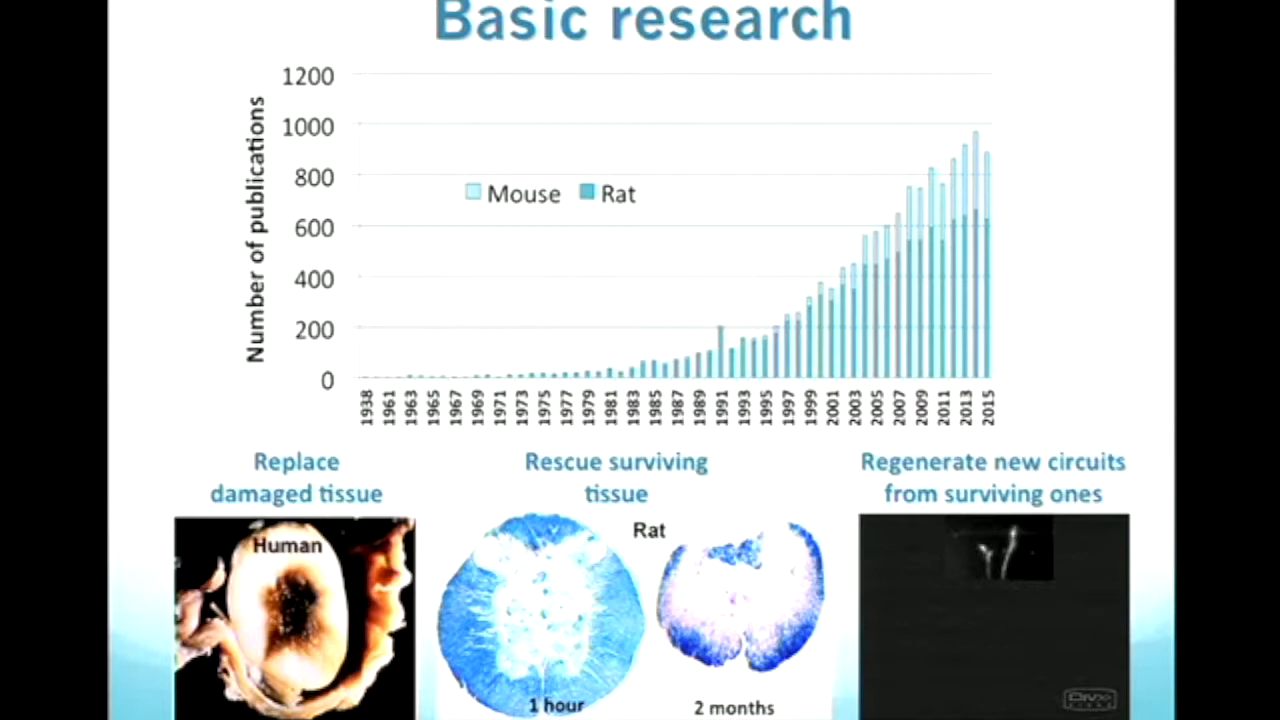 Basic research
Number of publications
1200
1000
800
600
400
200
0
Mouse Rat
1938 1961 1963 1965 1967 1969 1971 1973 1975 1977 1979 1981 1983 1985 1987 1989 1991 1993 1995 1997 1999 2001 2003 2005 2007 2009 2011 2013 2015
Replace
damaged tissue
Rescue surviving
tissue
Regenerate new circuits
from surviving ones
Human
Rat
1 hour
2 months